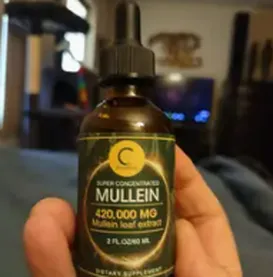 C
SUPER CONCENTRATED
MULLEIN
420.000 MG
Mullein leaf extract
2 FL.OZ/60 ML
DIETARY SUPPLEMENT